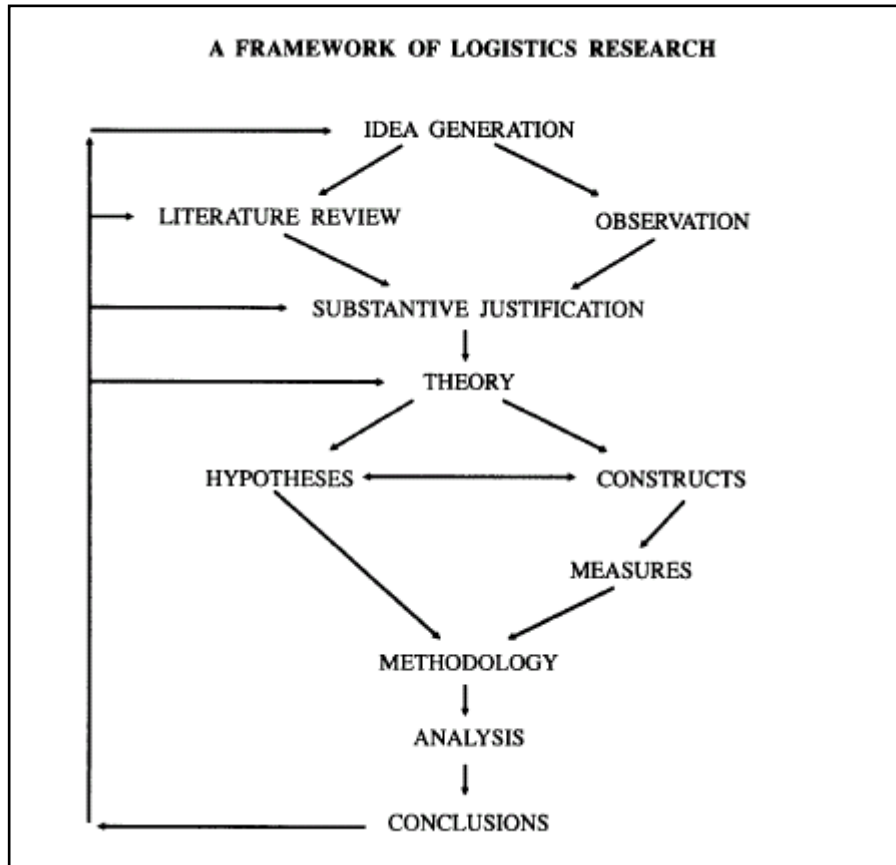 A FRAMEWORK OF LOGISTICS RESEARCH
IDEA GENERATION
LITERATURE REVIEW
OBSERVATION
SUBSTANTIVE JUSTIFICATION
THEORY
HYPOTHESES
CONSTRUCTS
MEASURES
METHODOLOGY
ANALYSIS
CONCLUSIONS